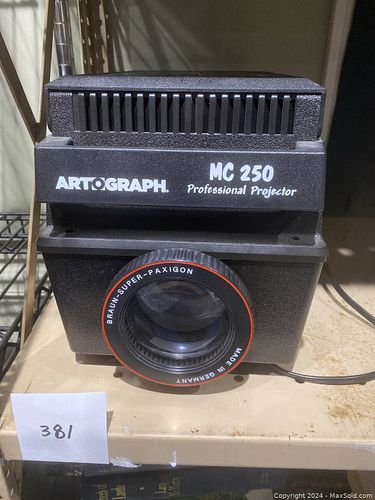 MC 250
ARTOGRAPH. Professional Projector
BRAUN-SUPER-PAXIGON
MADE IN GERMANY
381
Copyright 2024 - MaxSold.com